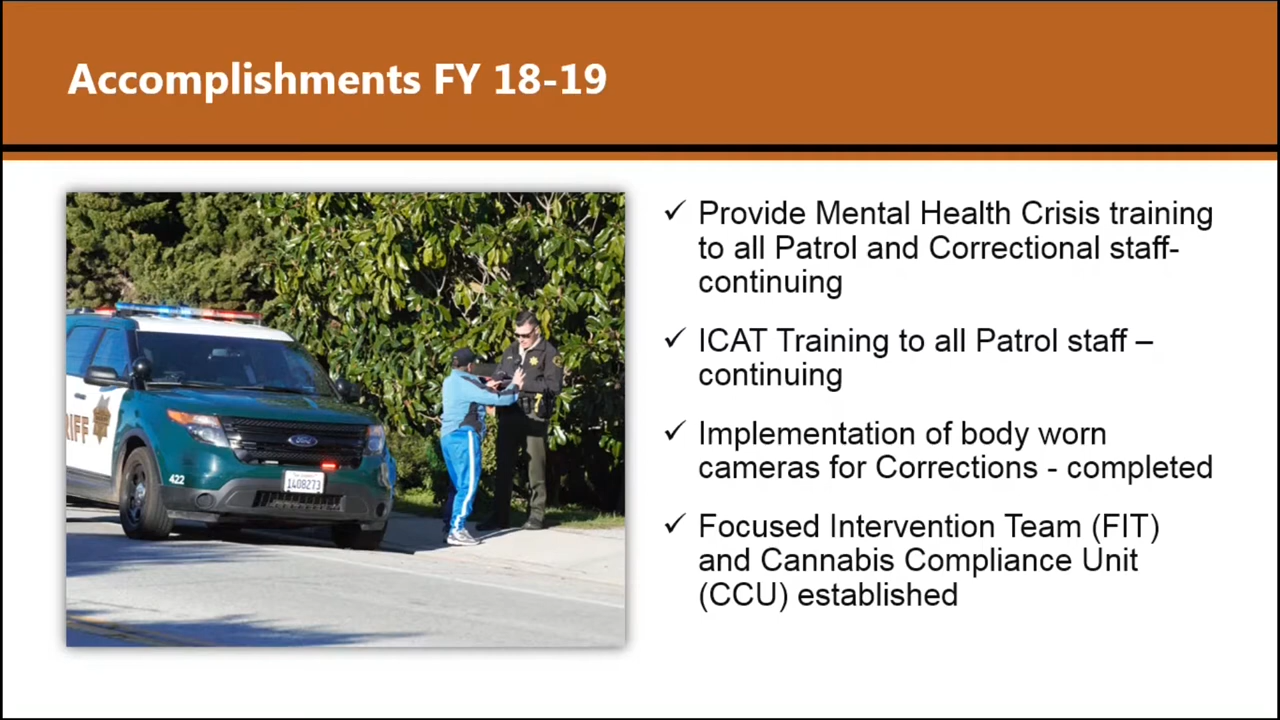 Accomplishments FY 18-19
Provide Mental Health Crisis training
to all Patrol and Correctional staff-
continuing
ICAT Training to all Patrol staff –
continuing
Implementation of body worn
cameras for Corrections - completed
Focused Intervention Team (FIT)
and Cannabis Compliance Unit
(CCU) established
RIFF
422
Ford
1408273